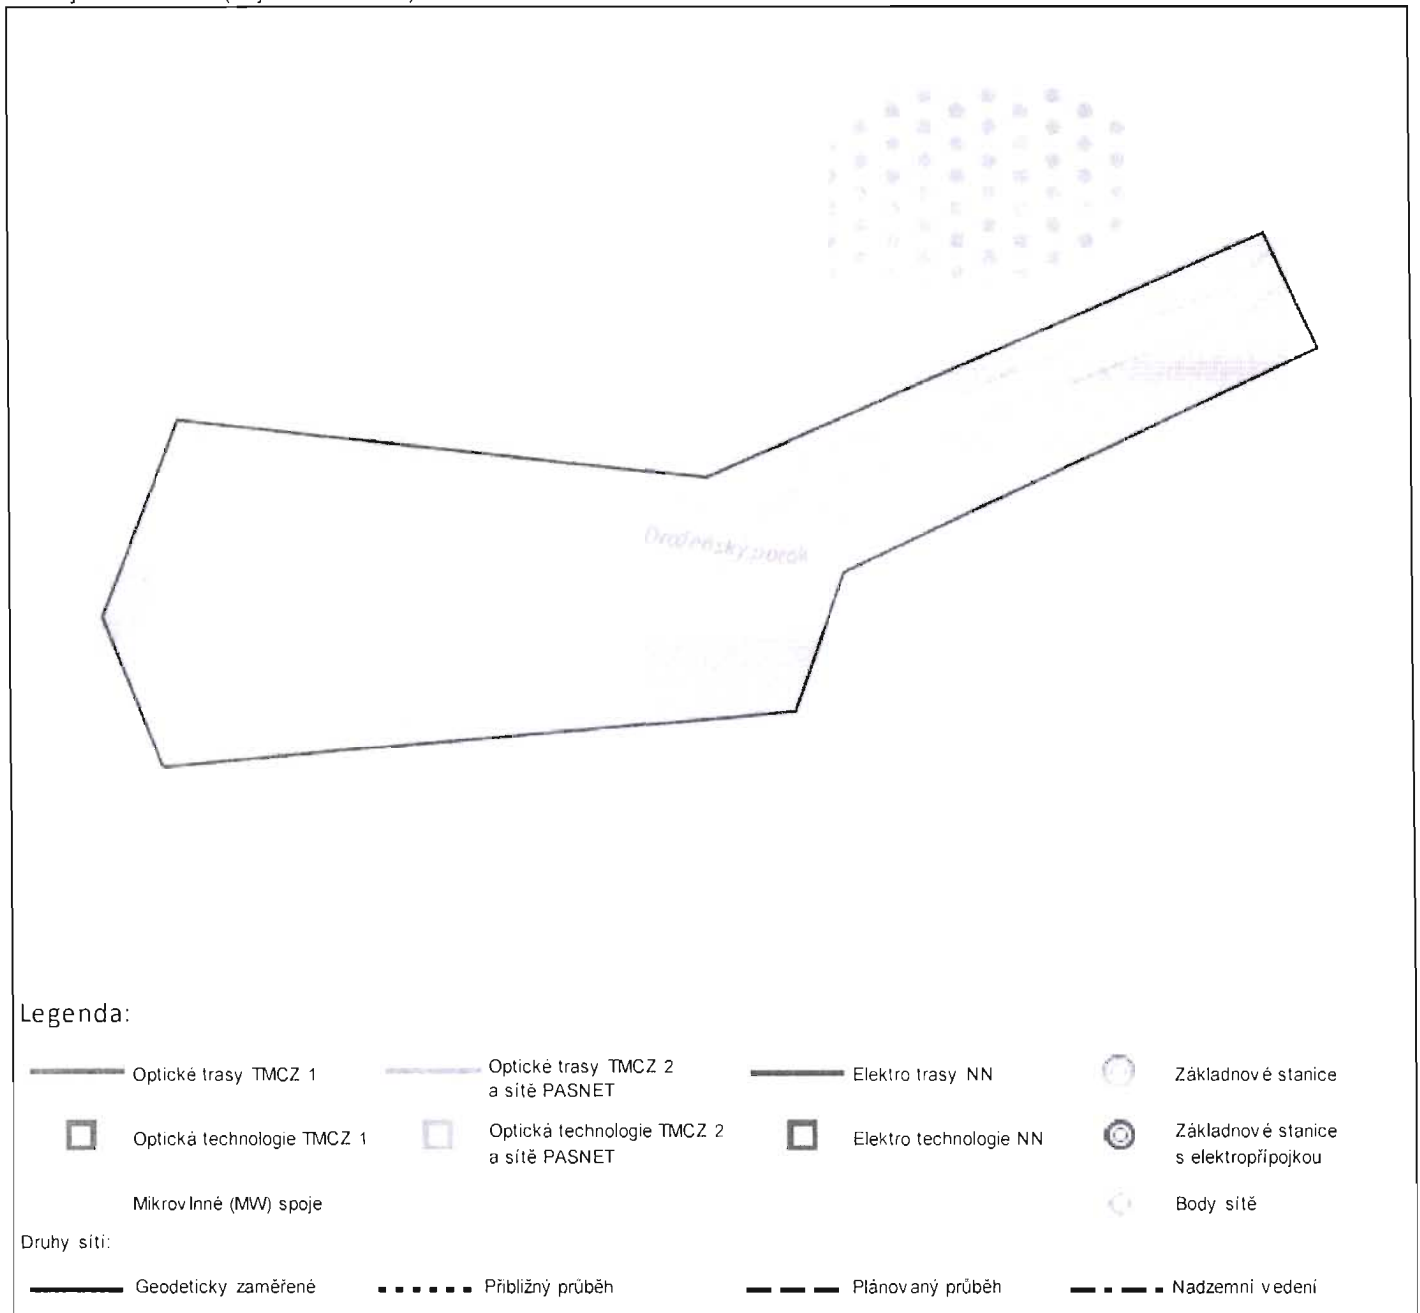 Drožeňský potok
Legenda:
Optické trasy TMCZ 1
Optické trasy TMCZ 2
a sítě PASNET
Elektro trasy NN
Základnové stanice
Optická technologie TMCZ 1
Optická technologie TMCZ 2
a sítě PASNET
Elektro technologie NN
Základnové stanice
s elektropřípojkou
Mikrovlnné (MW) spoje
Body sítě
Druhy sítí:
Geodeticky zaměřené
Přibližný průběh
Plánovaný průběh
Nadzemní vedení